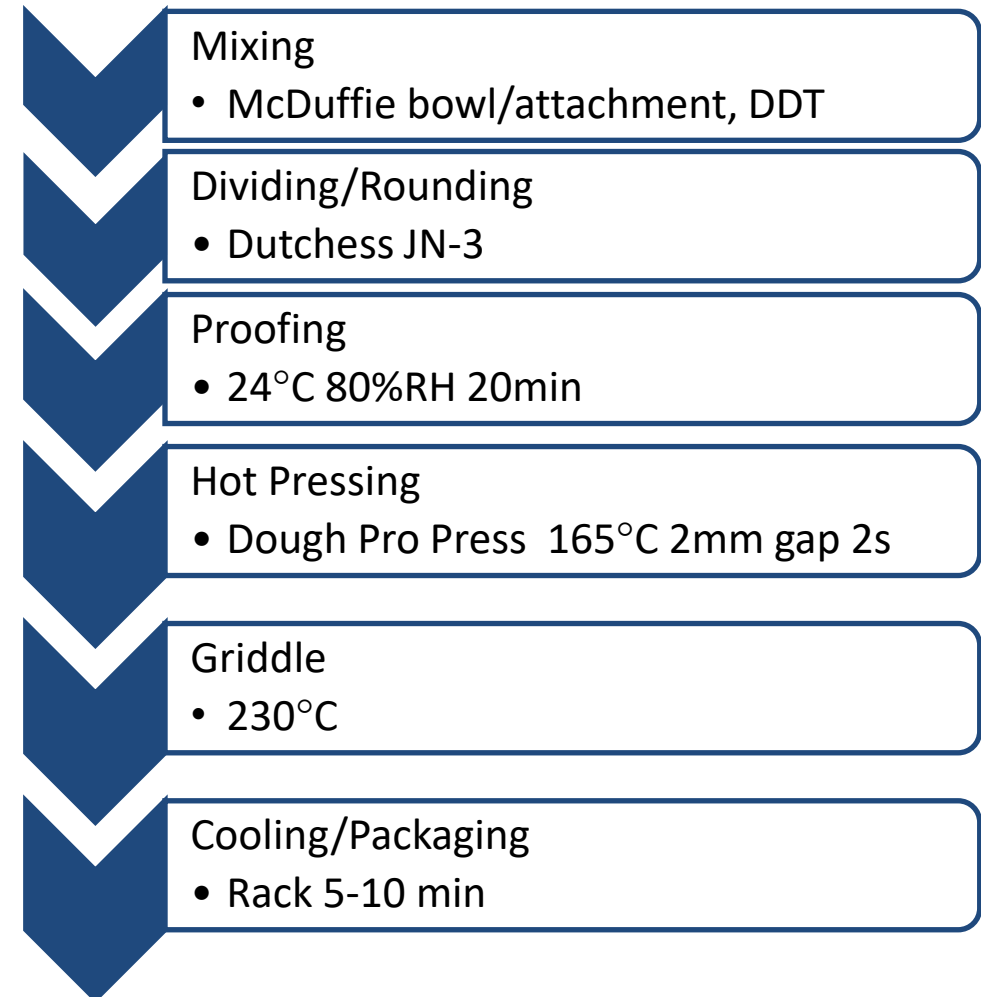 Mixing
• McDuffie bowl/attachment, DDT
Dividing/Rounding
• Dutchess JN-3
Proofing
• 24°C 80%RH 20min
Hot Pressing
• Dough Pro Press  165°C 2mm gap 2s
Griddle
• 230°C
Cooling/Packaging
• Rack 5-10 min